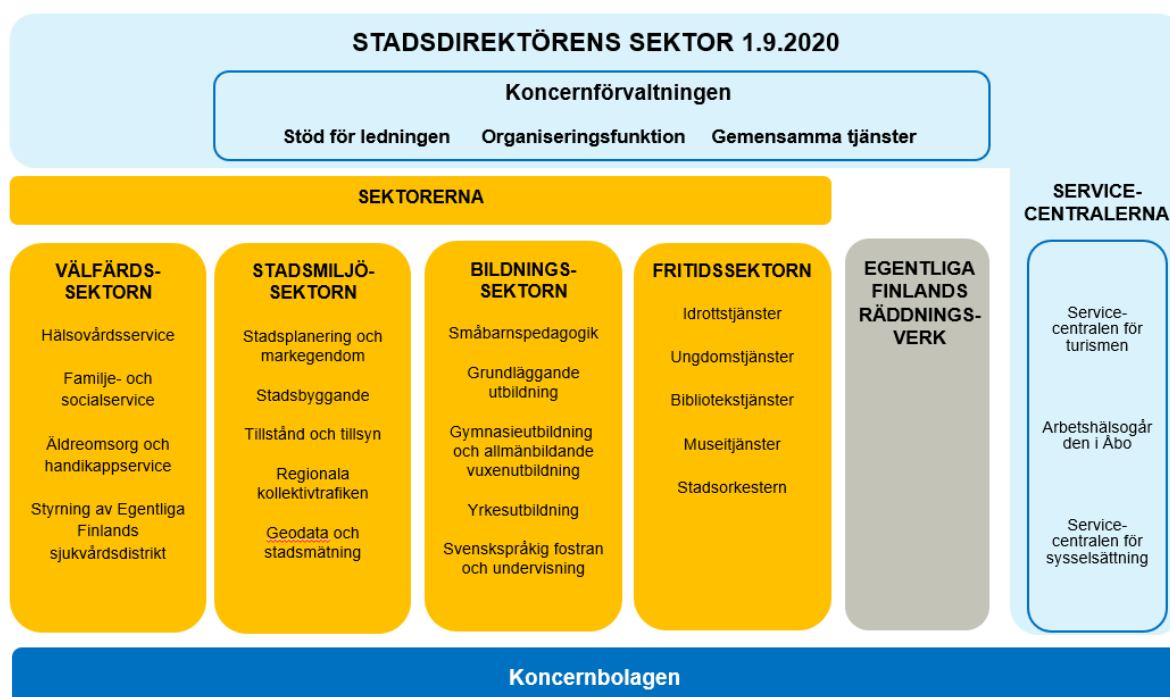 STADSDIREKTÖRENS SEKTOR 1.9.2020
Koncernförvaltningen
Stöd för ledningen Organiseringsfunktion Gemensamma tjänster
SEKTORERNA
VÄLFÄRDS-
SEKTORN
Hälsovårdsservice
Familje- och
socialservice
Äldreomsorg och
handikappservice
Styrning av Egentliga
Finlands
sjukvårdsdistrikt
STADSMILJÖ-
SEKTORN
Stadsplanering och
markegendom
Stadsbyggande
Tillstånd och tillsyn
Regionala
kollektivtrafiken
Geodata och
stadsmätning
BILDNINGS-
SEKTORN
Småbarnspedagogik
Grundläggande
utbildning
Gymnasieutbildning
och allmänbildande
vuxenutbildning
Yrkesutbildning
Svenskspråkig fostran
och undervisning
FRITIDSSEKTORN
Idrottstjänster
Ungdomstjänster
Bibliotekstjänster
Museitjänster
Stadsorkestern
EGENTLIGA
FINLANDS
RÄDDNINGS-
VERK
SERVICE-
CENTRALERNA
Service-
centralen för
turismen
Arbetshälsogår
den i Åbo
Service-
centralen för
sysselsättning
Koncernbolagen